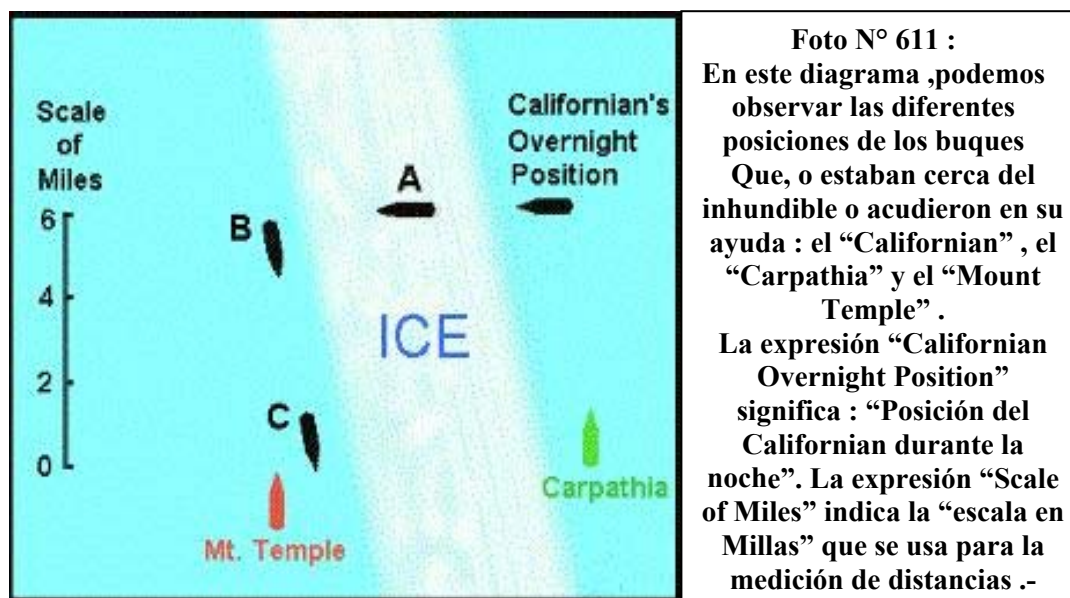 Scale
of
Miles
6
4
2
0
Californian's
Overnight
Position
A
B
ICE
C
Carpathia
Mt. Temple
Foto N° 611 :
En este diagrama ,podemos
observar las diferentes
posiciones de los buques
Que, o estaban cerca del
inhundible o acudieron en su
ayuda : el “Californian” , el
“Carpathia” y el “Mount
Temple” .
La expresión “Californian
Overnight Position”
significa : “Posición del
Californian durante la
noche”. La expresión “Scale
of Miles” indica la “escala en
Millas” que se usa para la
medición de distancias .-